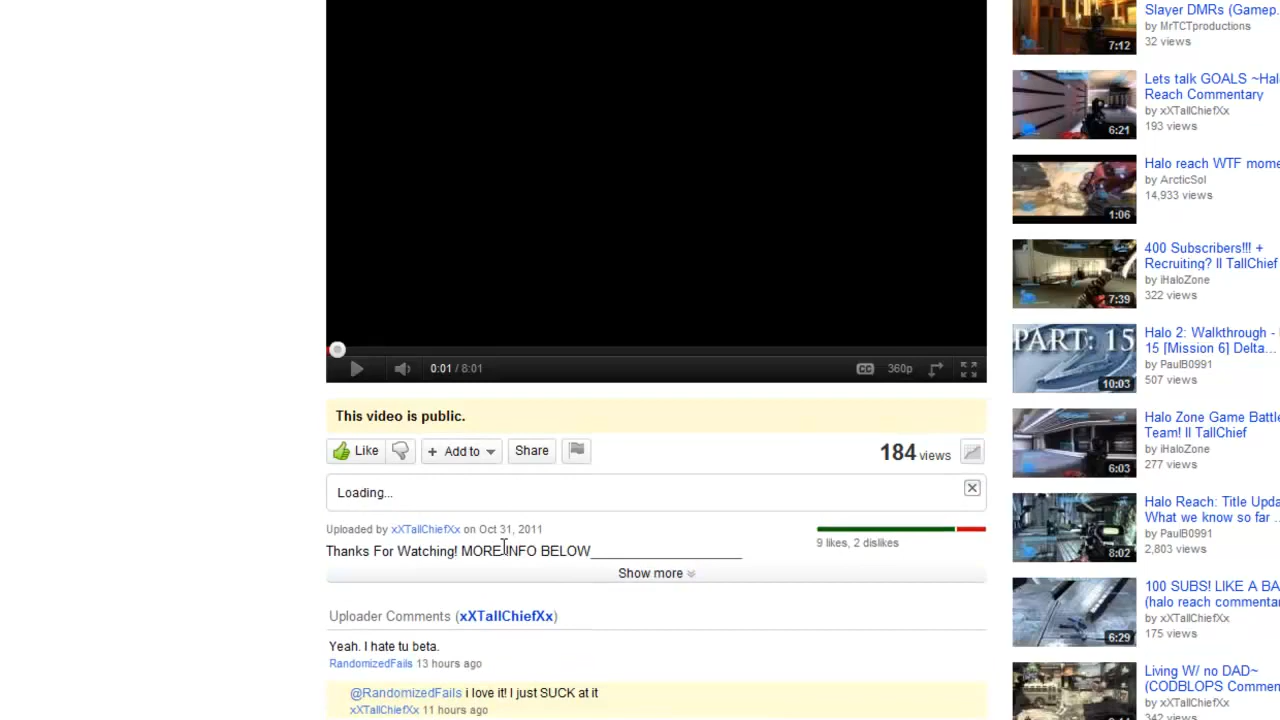 Slayer DMRs (Gamep.
by MrTCTproductions
32 views
7:12
Lets talk GOALS ~Hal
Reach Commentary
by xXTallChiefXx
193 views
6:21
Halo reach WTF mome
by ArcticSol
14,933 views
1:06
400 Subscribers!!! +
Recruiting? ll TallChief
by iHaloZone
322 views
7:39
PART: 15
Halo 2: Walkthrough -
15 [Mission 6] Delta...
by PaulB0991
507 views
10:03
0:01 / 8:01
CC
360p
This video is public.
Like
+ Add to
Share
184 views
Loading...
Uploaded by xXTallChiefXx on Oct 31, 2011
9 likes, 2 dislikes
Thanks For Watching! MORE INFO BELOW______________________
Show more
Uploader Comments (xXTallChiefXx)
Yeah. I hate tu beta.
RandomizedFails 13 hours ago
@RandomizedFails i love it! I just SUCK at it
xXTallChiefXx 11 hours ago
Halo Zone Game Battle
Team! ll TallChief
by iHaloZone
277 views
6:03
Halo Reach: Title Upda
What we know so far ..
by PaulB0991
2,803 views
8:02
100 SUBS! LIKE A BA
(halo reach commentar
by xXTallChiefXx
175 views
6:29
Living W/ no DAD~
(CODBLOPS Commen
by xXTallChiefXx
342 views